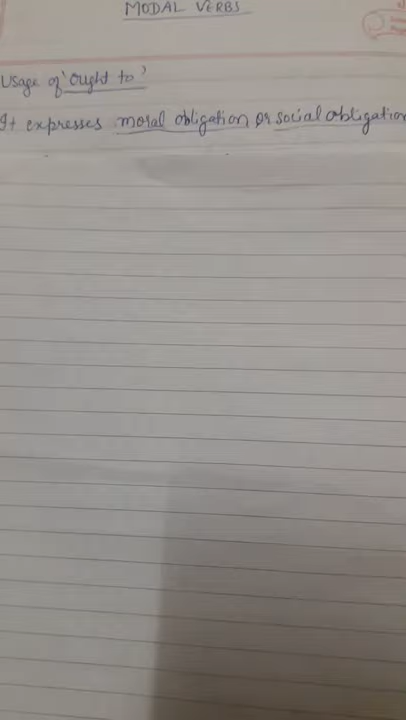 MODAL VERBS
Usage of 'Ought to'
It expresses moral obligation or social obligation